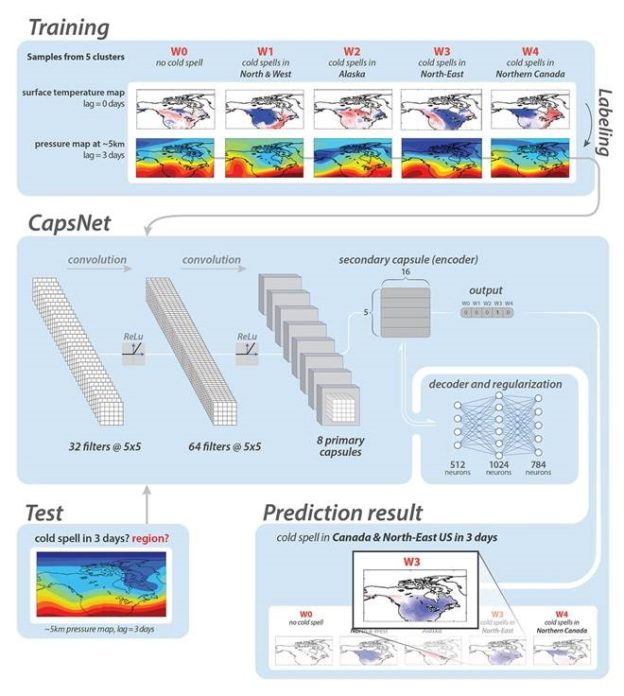 Training
Samples from 5 clusters
W0
no cold spell
W1
cold spells in
North & West
W2
cold spells in
Alaska
W3
cold spells in
North-East
W4
cold spells in
Northern Canada
surface temperature map
lag = 0 days
pressure map at ~5km
lag = 3 days
Labeling
CapsNet
convolution
convolution
ReLu
ReLu
32 filters @ 5x5
64 filters @ 5x5
8 primary
capsules
secondary capsule (encoder)
16
5
output
W0 W1 W2 W3 W4
0 0 0 1 0
decoder and regularization
512
neurons
1024
neurons
784
neurons
Test
cold spell in 3 days? region?
~5km pressure map, lag = 3 days
Prediction result
cold spell in Canada & North-East US in 3 days
W3
W0
no cold spell
North & West
Alaska
W3
cold spells in
North-East
W4
cold spells in
Northern Canada